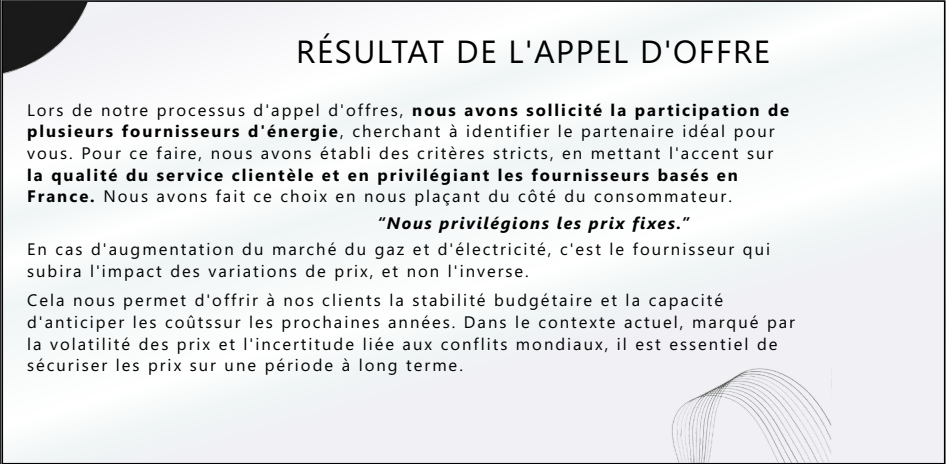 RÉSULTAT DE L'APPEL D'OFFRE
Lors de notre processus d'appel d'offres, nous avons sollicité la participation de
plusieurs fournisseurs d'énergie, cherchant à identifier le partenaire idéal pour
vous. Pour ce faire, nous avons établi des critères stricts, en mettant l'accent sur
la qualité du service clientèle et en privilégiant les fournisseurs basés en
France. Nous avons fait ce choix en nous plaçant du côté du consommateur.
“Nous privilégions les prix fixes.”
En cas d'augmentation du marché du gaz et d'électricité, c'est le fournisseur qui
subira l'impact des variations de prix, et non l'inverse.
Cela nous permet d'offrir à nos clients la stabilité budgétaire et la capacité
d'anticiper les coûtssur les prochaines années. Dans le contexte actuel, marqué par
la volatilité des prix et l'incertitude liée aux conflits mondiaux, il est essentiel de
sécuriser les prix sur une période à long terme.